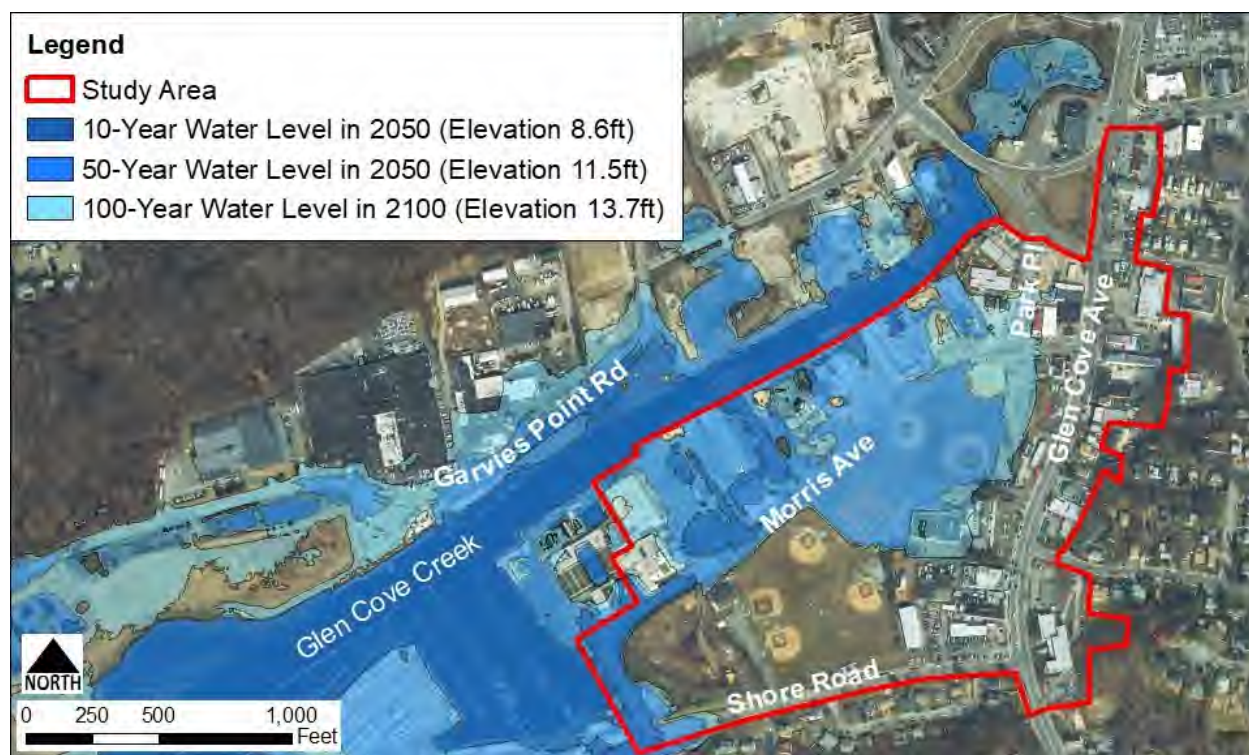 Legend
Study Area
10-Year Water Level in 2050 (Elevation 8.6ft)
50-Year Water Level in 2050 (Elevation 11.5ft)
100-Year Water Level in 2100 (Elevation 13.7ft)
Park Pl
Glen Cove Ave
Garvies Point Rd
Morris Ave
Glen Cove Creek
Shore Road
NORTH
0 250 500 1,000
Feet